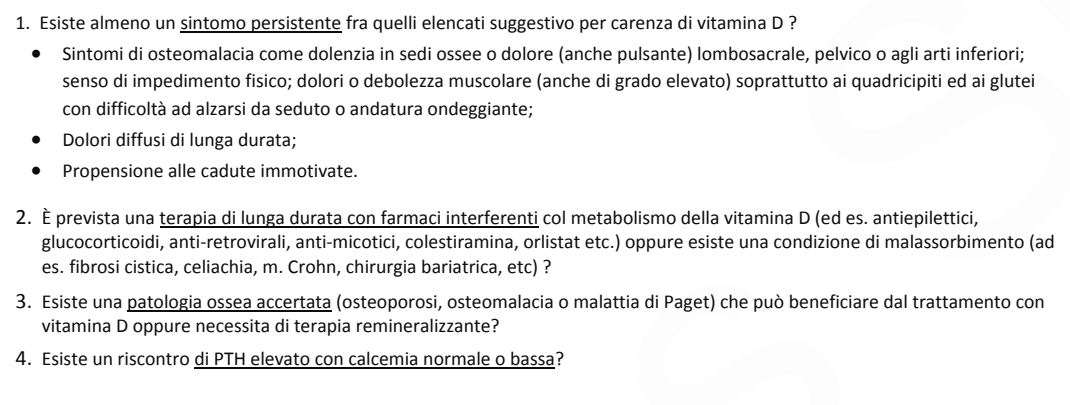 1. Esiste almeno un sintomo persistente fra quelli elencati suggestivo per carenza di vitamina D ?
• Sintomi di osteomalacia come dolenzia in sedi ossee o dolore (anche pulsante) lombosacrale, pelvico o agli arti inferiori;
senso di impedimento fisico; dolori o debolezza muscolare (anche di grado elevato) soprattutto ai quadricipiti ed ai glutei
con difficoltà ad alzarsi da seduto o andatura ondeggiante;
• Dolori diffusi di lunga durata;
• Propensione alle cadute immotivate.
2. È prevista una terapia di lunga durata con farmaci interferenti col metabolismo della vitamina D (ed es. antiepilettici,
glucocorticoidi, anti-retrovirali, anti-micotici, colestiramina, orlistat etc.) oppure esiste una condizione di malassorbimento (ad
es. fibrosi cistica, celiachia, m. Crohn, chirurgia bariatrica, etc) ?
3. Esiste una patologia ossea accertata (osteoporosi, osteomalacia o malattia di Paget) che può beneficiare dal trattamento con
vitamina D oppure necessita di terapia remineralizzante?
4. Esiste un riscontro di PTH elevato con calcemia normale o bassa?